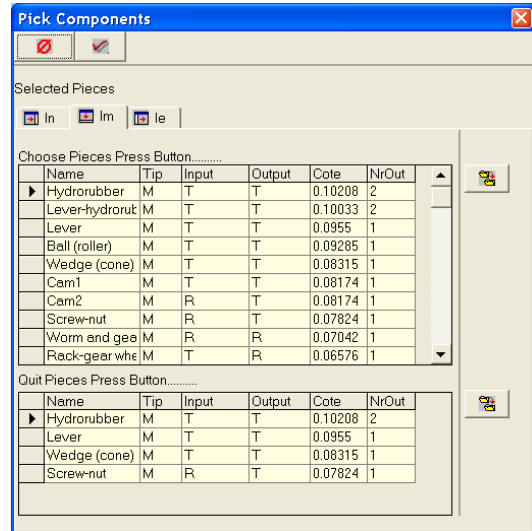 Pick Components
Selected Pieces
In Im Ie
Choose Pieces Press Button..........
Name Tip Input Output Cote NrOut
Hydrorubber M T T 0.10208 2
Lever-hydrorub M T T 0.10033 2
Lever M T T 0.0955 1
Ball (roller) M T T 0.09285 1
Wedge (cone) M T T 0.08315 1
Cam1 M T T 0.08174 1
Cam2 M R T 0.08174 1
Screw-nut M R T 0.07824 1
Worm and gea M R R 0.07042 1
Rack-gear whe M T R 0.06576 1
Quit Pieces Press Button..........
Name Tip Input Output Cote NrOut
Hydrorubber M T T 0.10208 2
Lever M T T 0.0955 1
Wedge (cone) M T T 0.08315 1
Screw-nut M R T 0.07824 1